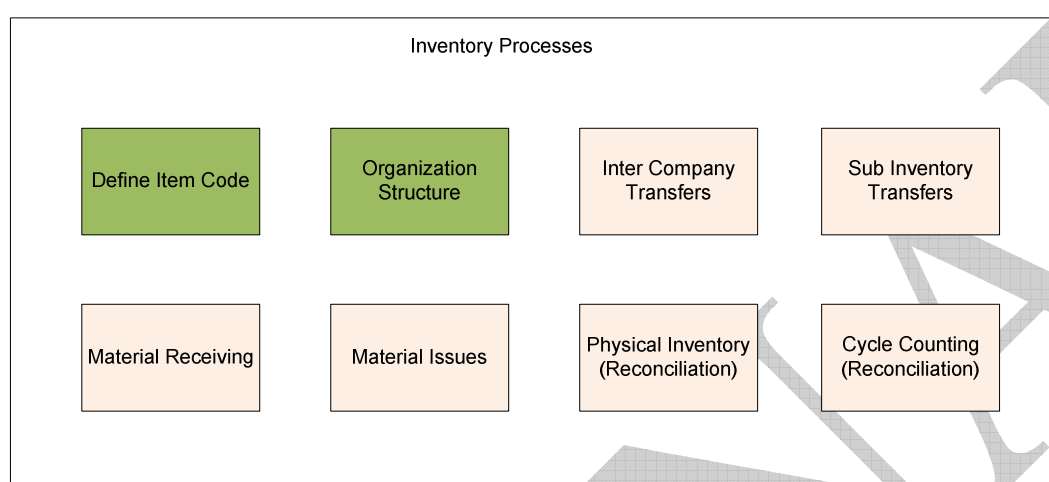 Inventory Processes
Define Item Code
Organization
Structure
Inter Company
Transfers
Sub Inventory
Transfers
Material Receiving
Material Issues
Physical Inventory
(Reconciliation)
Cycle Counting
(Reconciliation)